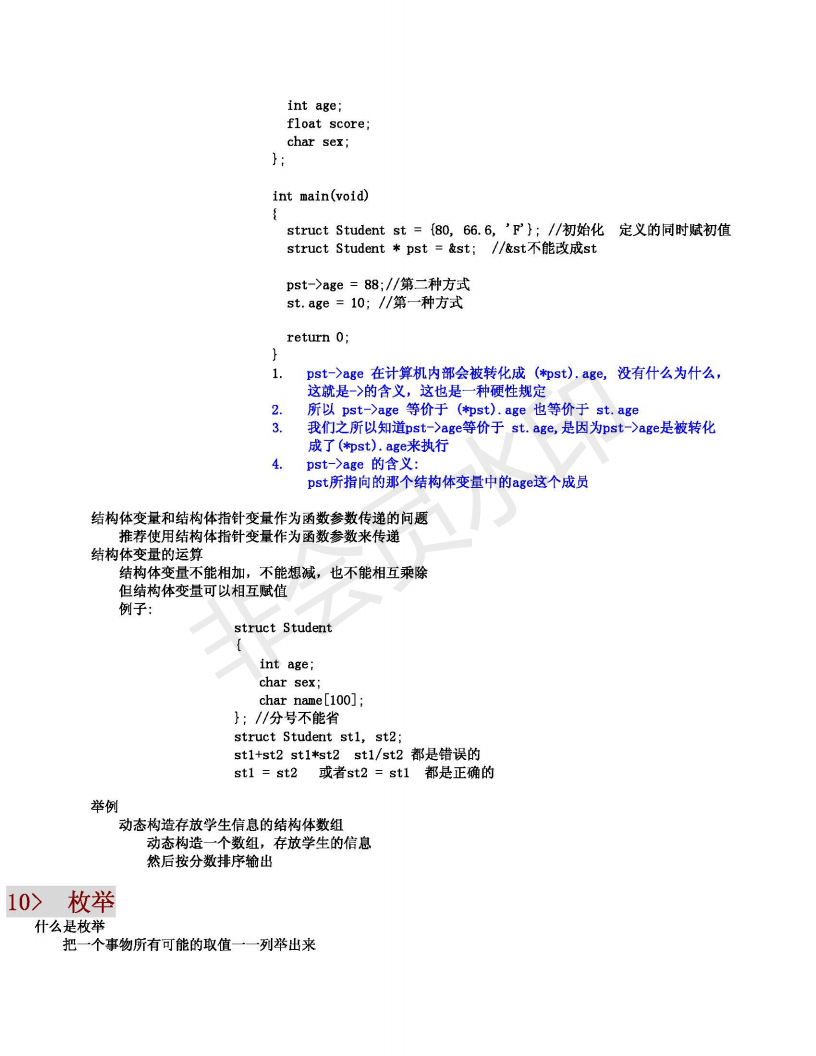 int age;
float score;
char sex;
};
int main(void)
{
struct Student st = {80, 66.6, 'F'}; //初始化 定义的同时赋初值
struct Student * pst = &st; //&st不能改成st
pst->age = 88;//第二种方式
st.age = 10; //第一种方式
return 0;
}
1. pst->age 在计算机内部会被转化成 (*pst).age, 没有什么为什么,
这就是->的含义，这也是一种硬性规定
2. 所以 pst->age 等价于 (*pst).age 也等价于 st.age
3. 我们之所以知道pst->age等价于 st.age,是因为pst->age是被转化
成了(*pst).age来执行
4. pst->age 的含义:
pst所指向的那个结构体变量中的age这个成员
结构体变量和结构体指针变量作为函数参数传递的问题
推荐使用结构体指针变量作为函数参数来传递
结构体变量的运算
结构体变量不能相加，不能想减，也不能相互乘除
但结构体变量可以相互赋值
例子:
struct Student
{
int age;
char sex;
char name[100];
}; //分号不能省
struct Student st1, st2;
st1+st2 st1*st2 st1/st2 都是错误的
st1 = st2 或者st2 = st1 都是正确的
举例
动态构造存放学生信息的结构体数组
动态构造一个数组，存放学生的信息
然后按分数排序输出
10> 枚举
什么是枚举
把一个事物所有可能的取值一一列举出来
非会员水印